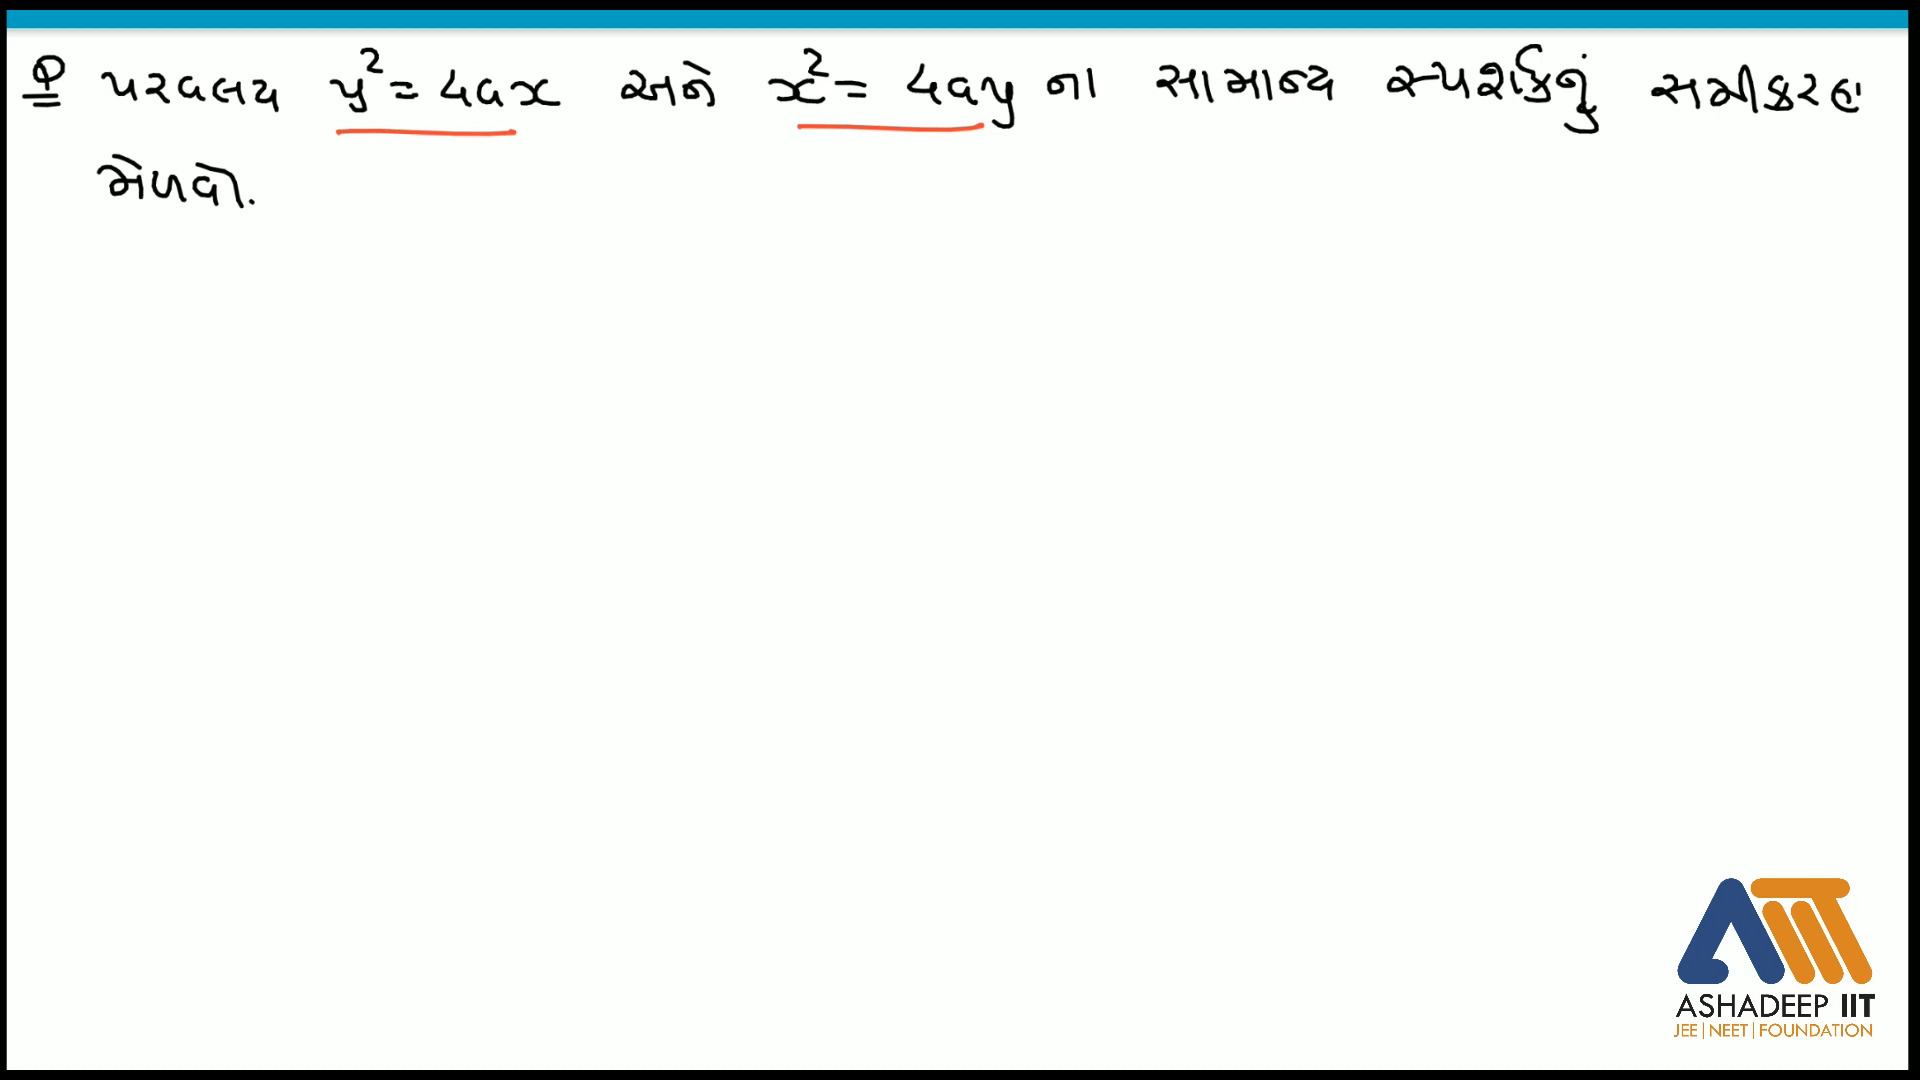 Q પરવલય y² = 4ax અને x² = 4ay ના સામાન્ય સ્પર્શકનું સમીકરણ
મેળવો.
ASHADEEP IIT
JEE | NEET | FOUNDATION